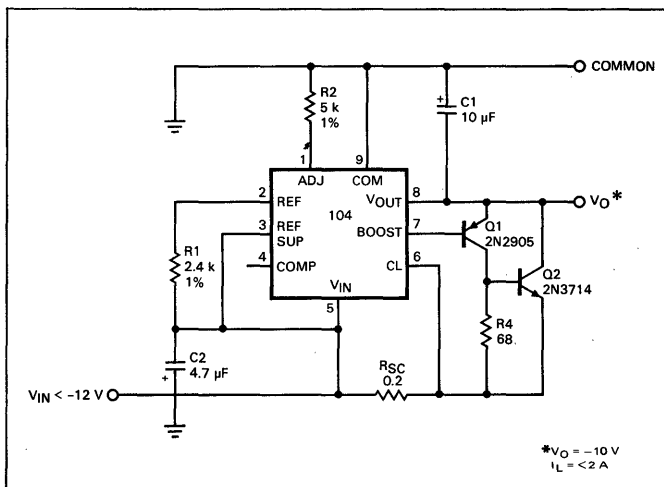 COMMON
R2
5 k
1%
C1
+
10 µF
1
9
ADJ
COM
2
REF
VOUT
8
VO*
3
REF
SUP
104
BOOST
7
Q1
2N2905
4
COMP
CL
6
VIN
5
R1
2.4 k
1%
Q2
2N3714
R4
68
C2
4.7 µF
+
RSC
0.2
VIN < -12 V
*VO = -10 V
IL = <2 A